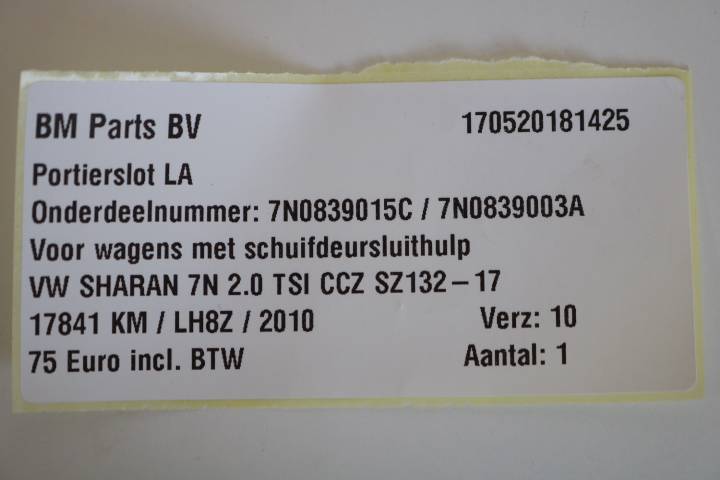 BM Parts BV 170520181425
Portierslot LA
Onderdeelnummer: 7N0839015C / 7N0839003A
Voor wagens met schuifdeursluithulp
VW SHARAN 7N 2.0 TSI CCZ SZ132-17
17841 KM / LH8Z / 2010 Verz: 10
75 Euro incl. BTW Aantal: 1